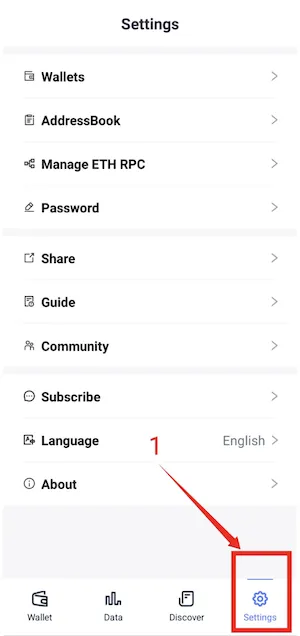 Settings
Wallets
AddressBook
Manage ETH RPC
Password
Share
Guide
Community
Subscribe
Language English
1
About
Wallet Data Discover Settings